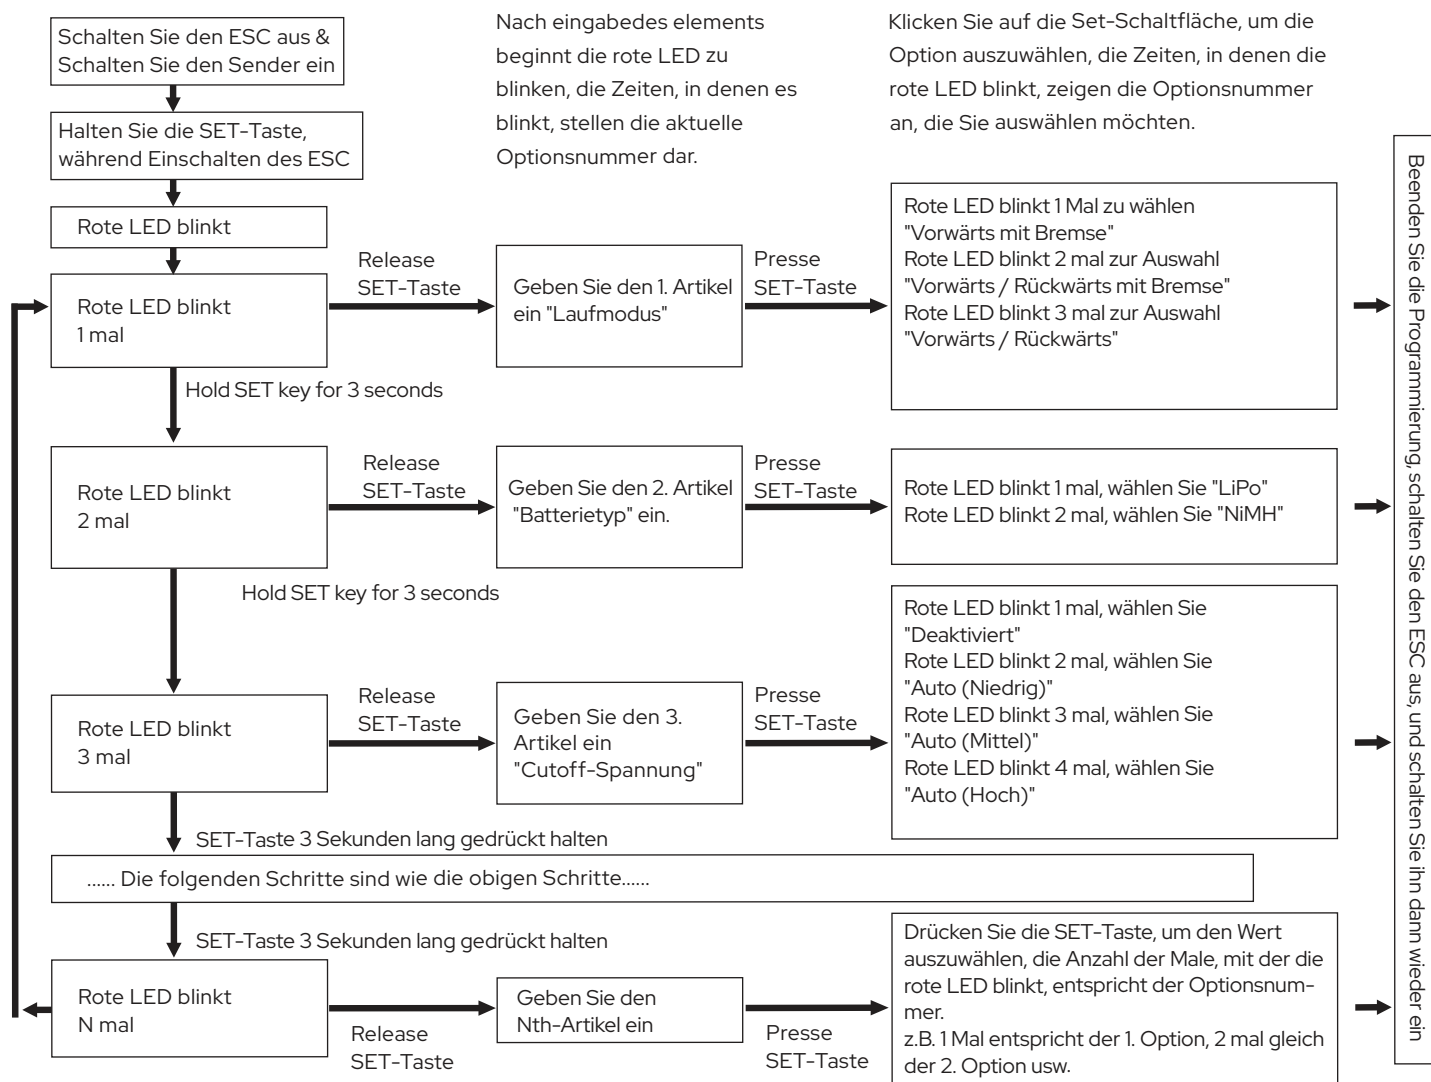 Schalten Sie den ESC aus &
Schalten Sie den Sender ein
Nach eingabedes elements
beginnt die rote LED zu
blinken, die Zeiten, in denen es
blinkt, stellen die aktuelle
Optionsnummer dar.
Klicken Sie auf die Set-Schaltfläche, um die
Option auszuwählen, die Zeiten, in denen die
rote LED blinkt, zeigen die Optionsnummer
an, die Sie auswählen möchten.
Halten Sie die SET-Taste,
während Einschalten des ESC
Rote LED blinkt
Rote LED blinkt
1 mal
Release
SET-Taste
Geben Sie den 1. Artikel
ein "Laufmodus"
Presse
SET-Taste
Rote LED blinkt 1 Mal zu wählen
"Vorwärts mit Bremse"
Rote LED blinkt 2 mal zur Auswahl
"Vorwärts / Rückwärts mit Bremse"
Rote LED blinkt 3 mal zur Auswahl
"Vorwärts / Rückwärts"
Hold SET key for 3 seconds
Rote LED blinkt
2 mal
Release
SET-Taste
Geben Sie den 2. Artikel
"Batterietyp" ein.
Presse
SET-Taste
Rote LED blinkt 1 mal, wählen Sie "LiPo"
Rote LED blinkt 2 mal, wählen Sie "NiMH"
Hold SET key for 3 seconds
Rote LED blinkt
3 mal
Release
SET-Taste
Geben Sie den 3.
Artikel ein
"Cutoff-Spannung"
Presse
SET-Taste
Rote LED blinkt 1 mal, wählen Sie
"Deaktiviert"
Rote LED blinkt 2 mal, wählen Sie
"Auto (Niedrig)"
Rote LED blinkt 3 mal, wählen Sie
"Auto (Mittel)"
Rote LED blinkt 4 mal, wählen Sie
"Auto (Hoch)"
SET-Taste 3 Sekunden lang gedrückt halten
...... Die folgenden Schritte sind wie die obigen Schritte......
SET-Taste 3 Sekunden lang gedrückt halten
Rote LED blinkt
N mal
Release
SET-Taste
Geben Sie den
Nth-Artikel ein
Presse
SET-Taste
Drücken Sie die SET-Taste, um den Wert
auszuwählen, die Anzahl der Male, mit der die
rote LED blinkt, entspricht der Optionsnum-
mer.
z.B. 1 Mal entspricht der 1. Option, 2 mal gleich
der 2. Option usw.
Beenden Sie die Programmierung, schalten Sie den ESC aus, und schalten Sie ihn dann wieder ein